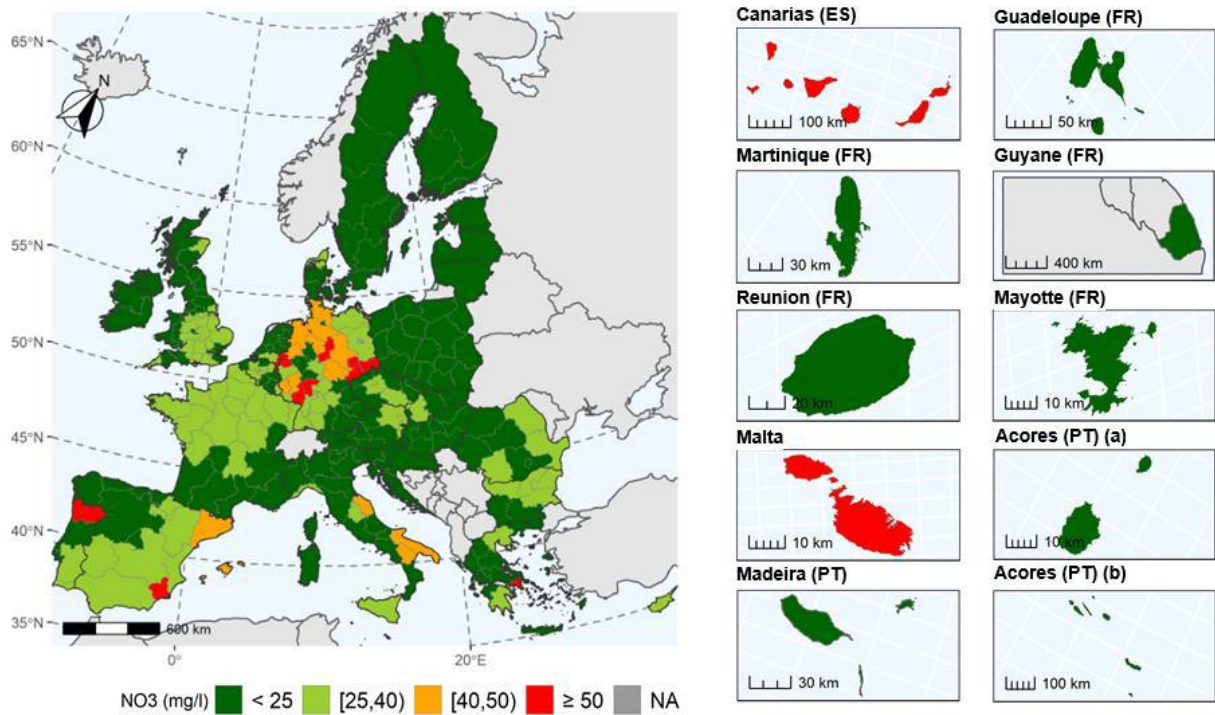 65°N
60°N
55°N
50°N
45°N
40°N
35°N
N
600 km
0°
20°E
NO3 (mg/l)
< 25
[25,40)
[40,50)
≥ 50
NA
Canarias (ES)
100 km
Guadeloupe (FR)
50 km
Martinique (FR)
30 km
Guyane (FR)
400 km
Reunion (FR)
20 km
Mayotte (FR)
10 km
Malta
10 km
Acores (PT) (a)
10 km
Madeira (PT)
30 km
Acores (PT) (b)
100 km